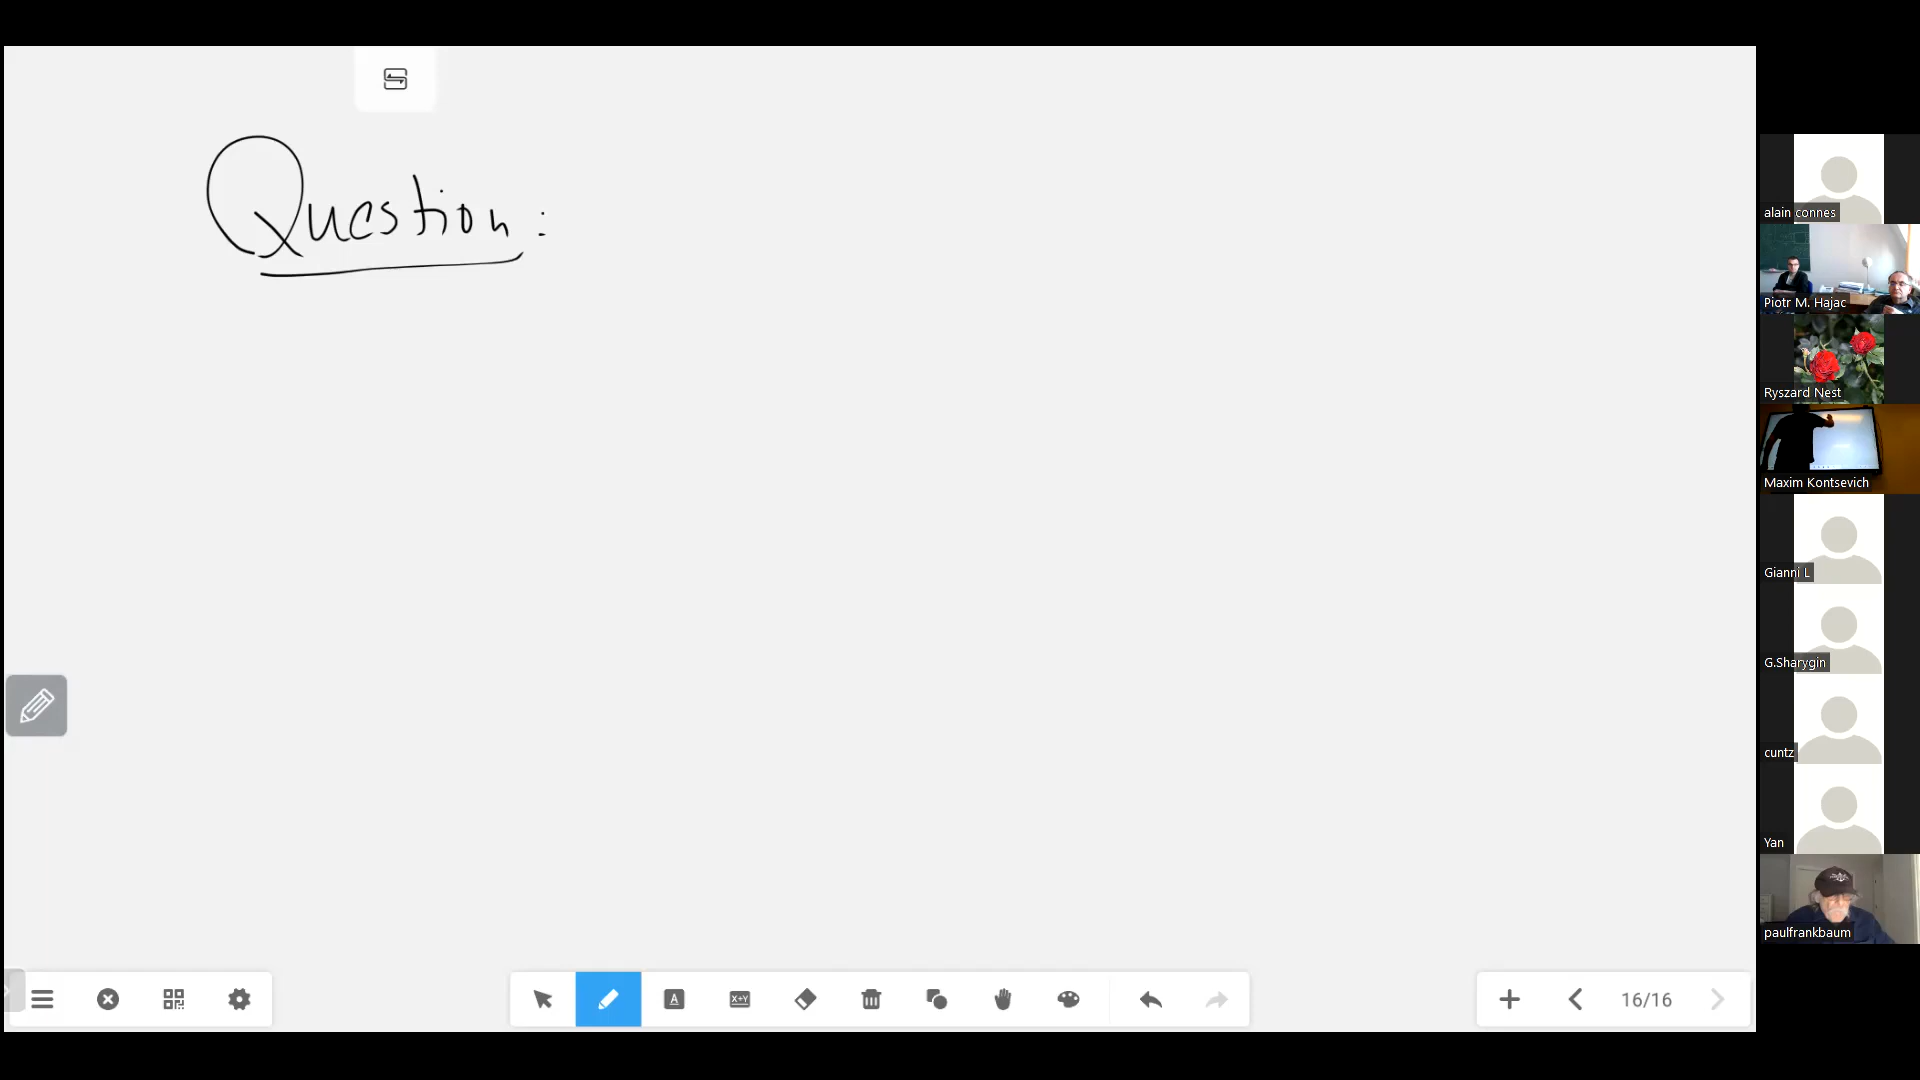 Question:
alain connes
Piotr M. Hajac
Ryszard Nest
Maxim Kontsevich
Gianni L
G.Sharygin
cuntz
Yan
paulfrankbaum
A
X+Y
16/16